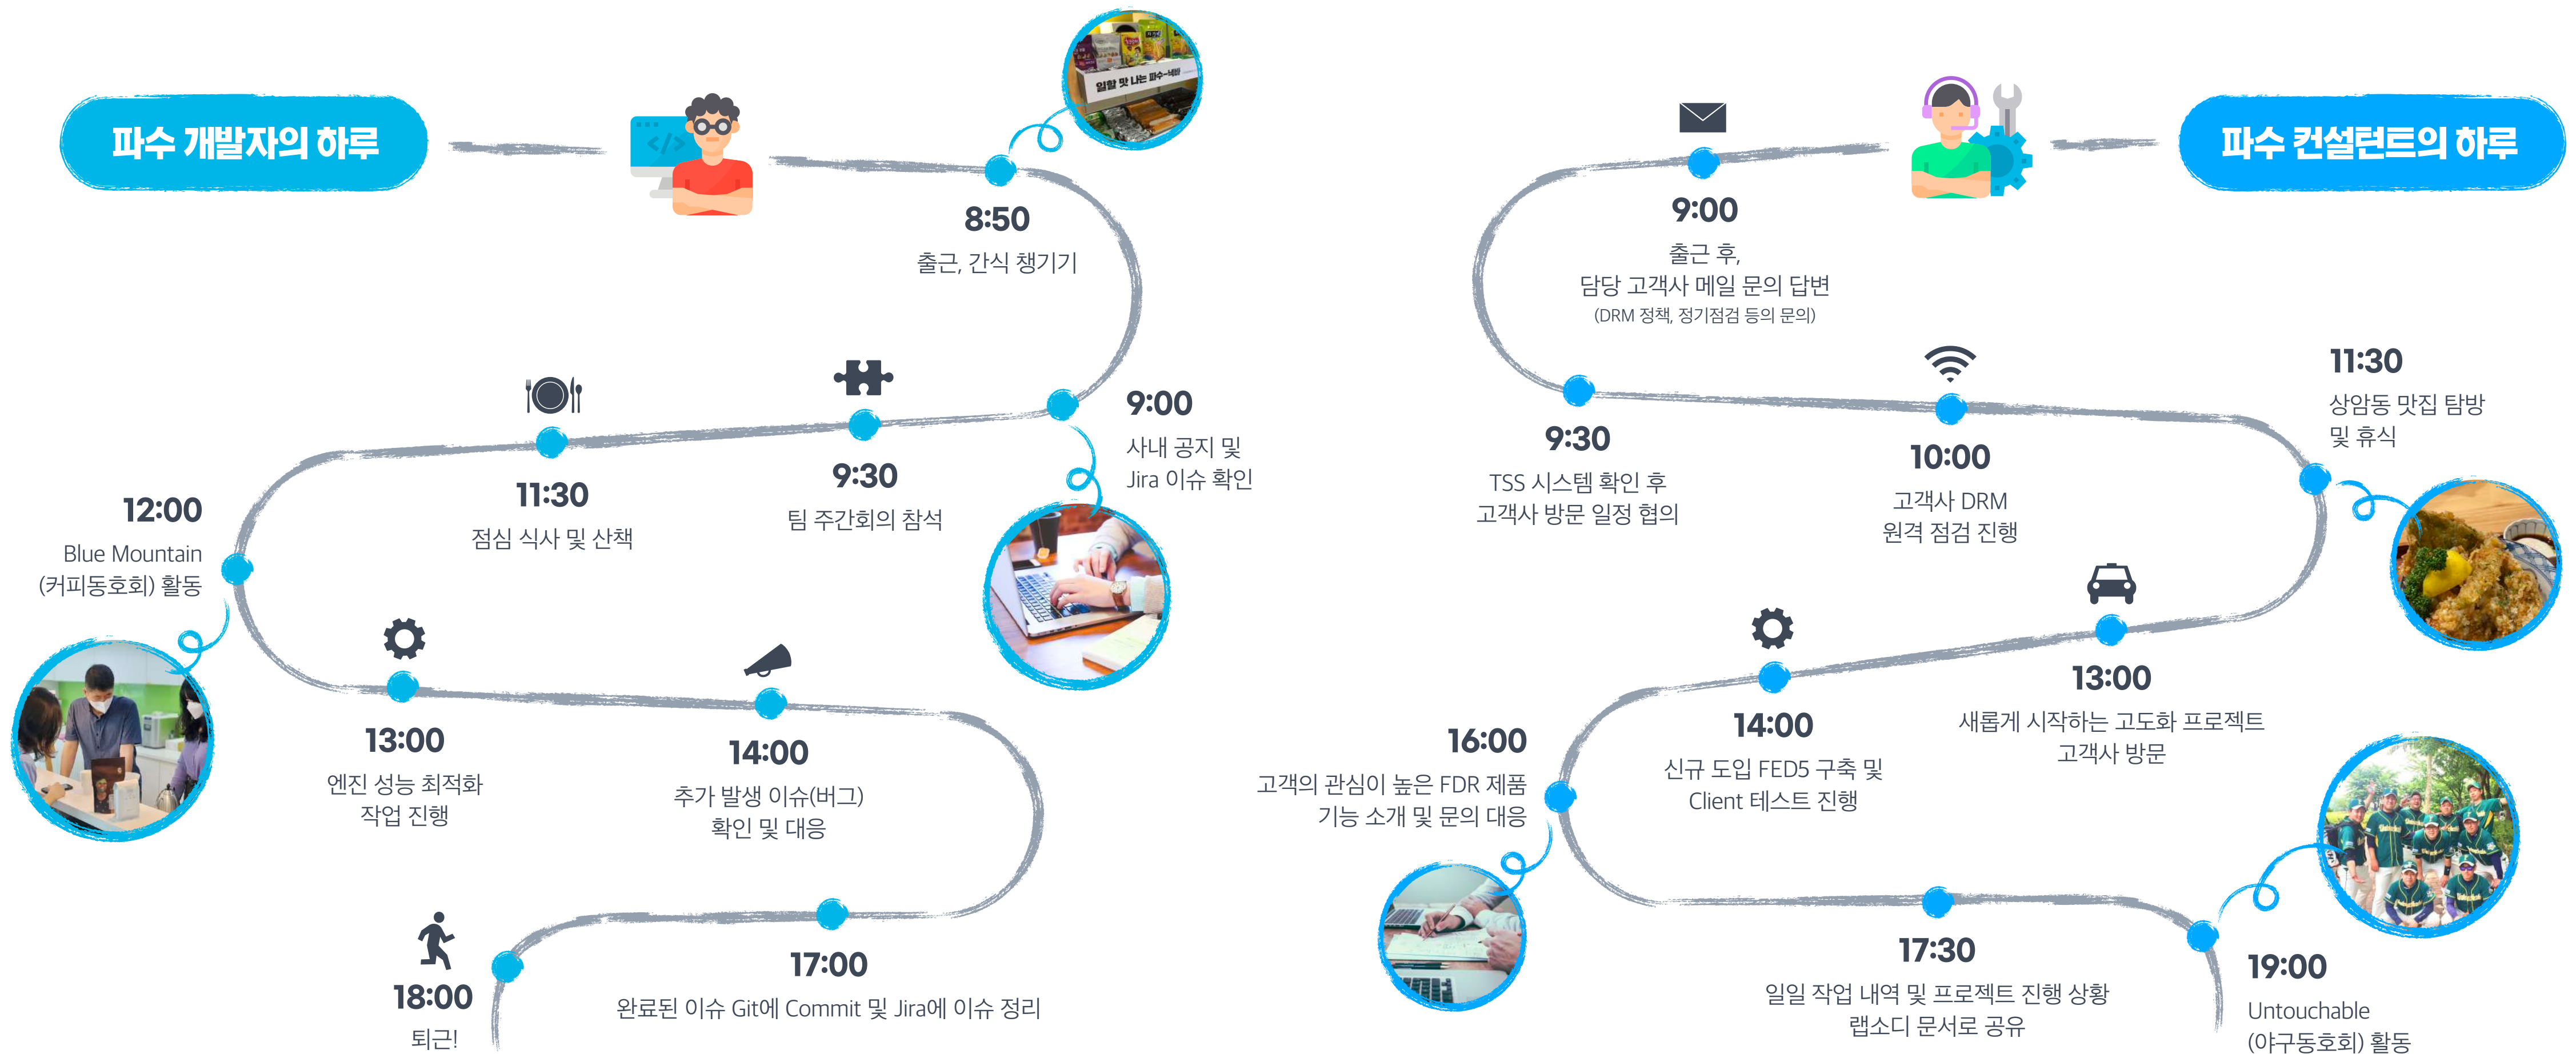 파수 개발자의 하루
일할 맛 나는 파수-낵바
8:50
출근, 간식 챙기기
9:00
사내 공지 및
Jira 이슈 확인
9:30
팀 주간회의 참석
11:30
점심 식사 및 산책
12:00
Blue Mountain
(커피동호회) 활동
13:00
엔진 성능 최적화
작업 진행
14:00
추가 발생 이슈(버그)
확인 및 대응
17:00
완료된 이슈 Git에 Commit 및 Jira에 이슈 정리
18:00
퇴근!
파수 컨설턴트의 하루
9:00
출근 후,
담당 고객사 메일 문의 답변
(DRM 정책, 정기점검 등의 문의)
9:30
TSS 시스템 확인 후
고객사 방문 일정 협의
10:00
고객사 DRM
원격 점검 진행
11:30
상암동 맛집 탐방
및 휴식
13:00
새롭게 시작하는 고도화 프로젝트
고객사 방문
14:00
신규 도입 FED5 구축 및
Client 테스트 진행
16:00
고객의 관심이 높은 FDR 제품
기능 소개 및 문의 대응
17:30
일일 작업 내역 및 프로젝트 진행 상황
랩소디 문서로 공유
19:00
Untouchable
(야구동호회) 활동